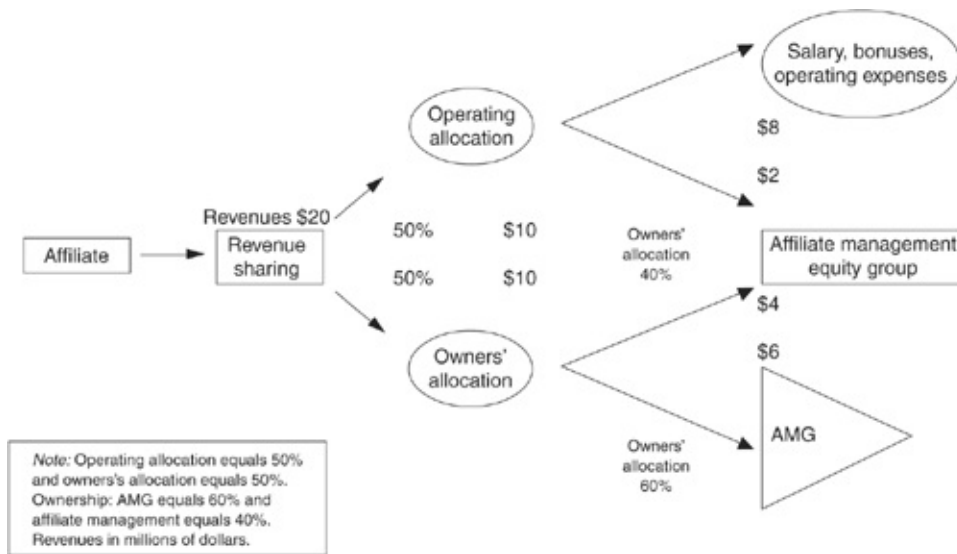 Salary, bonuses,
operating expenses
Operating
allocation
$8
$2
Revenues $20
50%
$10
Owners'
allocation
40%
Affiliate
Revenue
sharing
Affiliate management
equity group
50%
$10
$4
Owners'
allocation
$6
AMG
Owners'
allocation
60%
Note: Operating allocation equals 50%
and owners's allocation equals 50%.
Ownership: AMG equals 60% and
affiliate management equals 40%.
Revenues in millions of dollars.